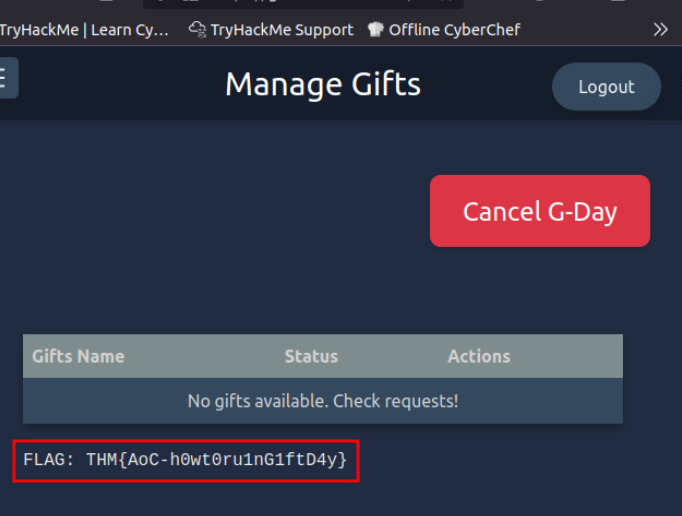 TryHackMe | Learn Cy… TryHackMe Support Offline CyberChef
Manage Gifts
Logout
Cancel G-Day
Gifts Name Status Actions
No gifts available. Check requests!
FLAG: THM{AoC-h0wt0ru1nG1ftD4y}